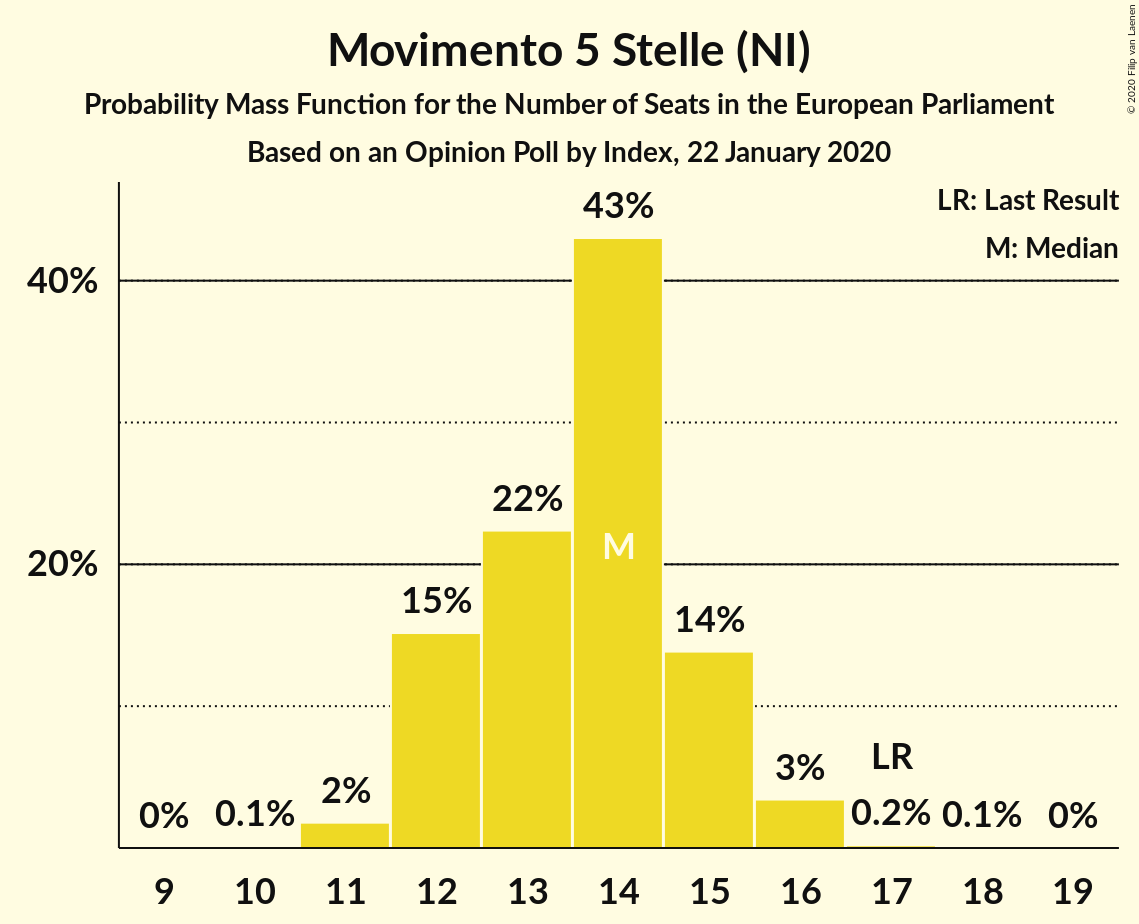 Movimento 5 Stelle (NI)
Probability Mass Function for the Number of Seats in the European Parliament
Based on an Opinion Poll by Index, 22 January 2020
© 2020 Filip van Laenen
LR: Last Result
M: Median
40%
20%
0%
0.1%
2%
15%
22%
43%
M
14%
3%
LR
0.2%
0.1%
0%
9 10 11 12 13 14 15 16 17 18 19